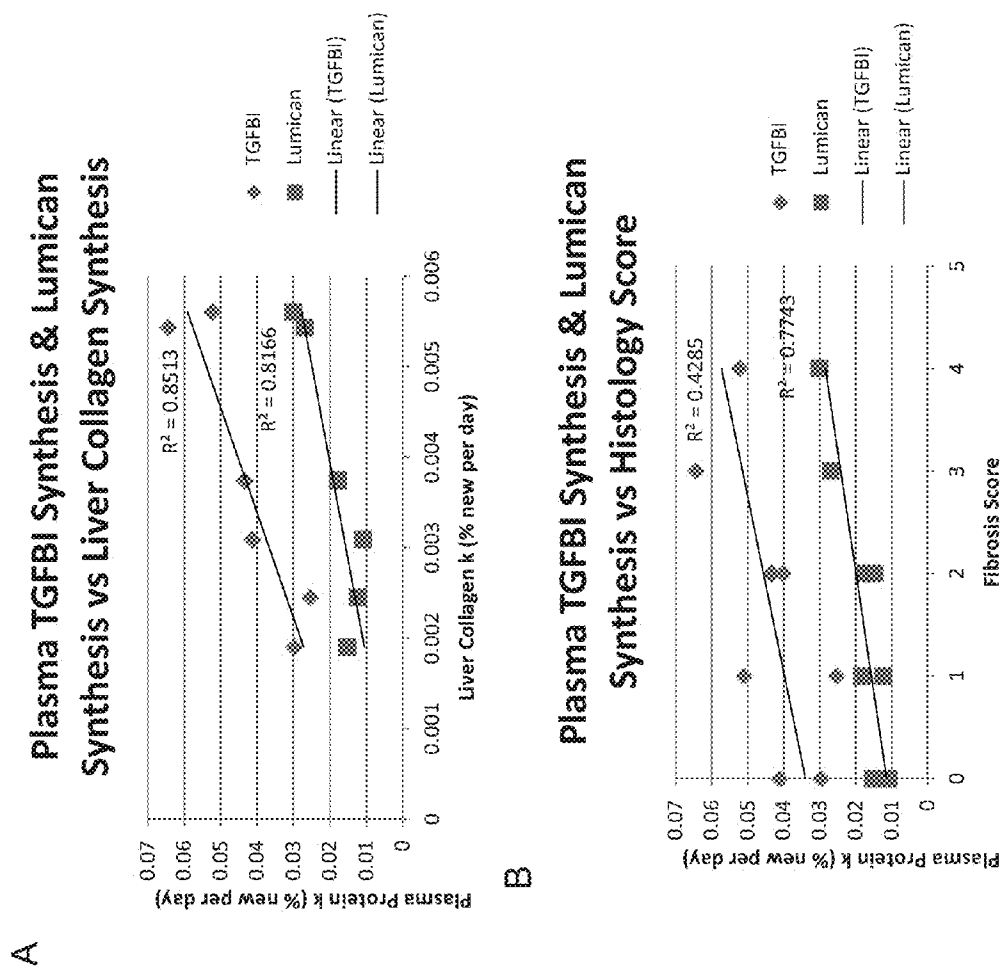 A
Plasma TGFBI Synthesis & Lumican
Synthesis vs Liver Collagen Synthesis
Plasma Protein k (% new per day)
0.07
0.06
0.05
0.04
0.03
0.02
0.01
0
R² = 0.8513
R² = 0.8166
0
0.001
0.002
0.003
0.004
0.005
0.006
Liver Collagen k (% new per day)
TGFBI
Lumican
Linear (TGFBI)
Linear (Lumican)
B
Plasma TGFBI Synthesis & Lumican
Synthesis vs Histology Score
Plasma Protein k (% new per day)
0.07
0.06
0.05
0.04
0.03
0.02
0.01
0
R² = 0.4285
R² = 0.7743
0
1
2
3
4
5
Fibrosis Score
TGFBI
Lumican
Linear (TGFBI)
Linear (Lumican)